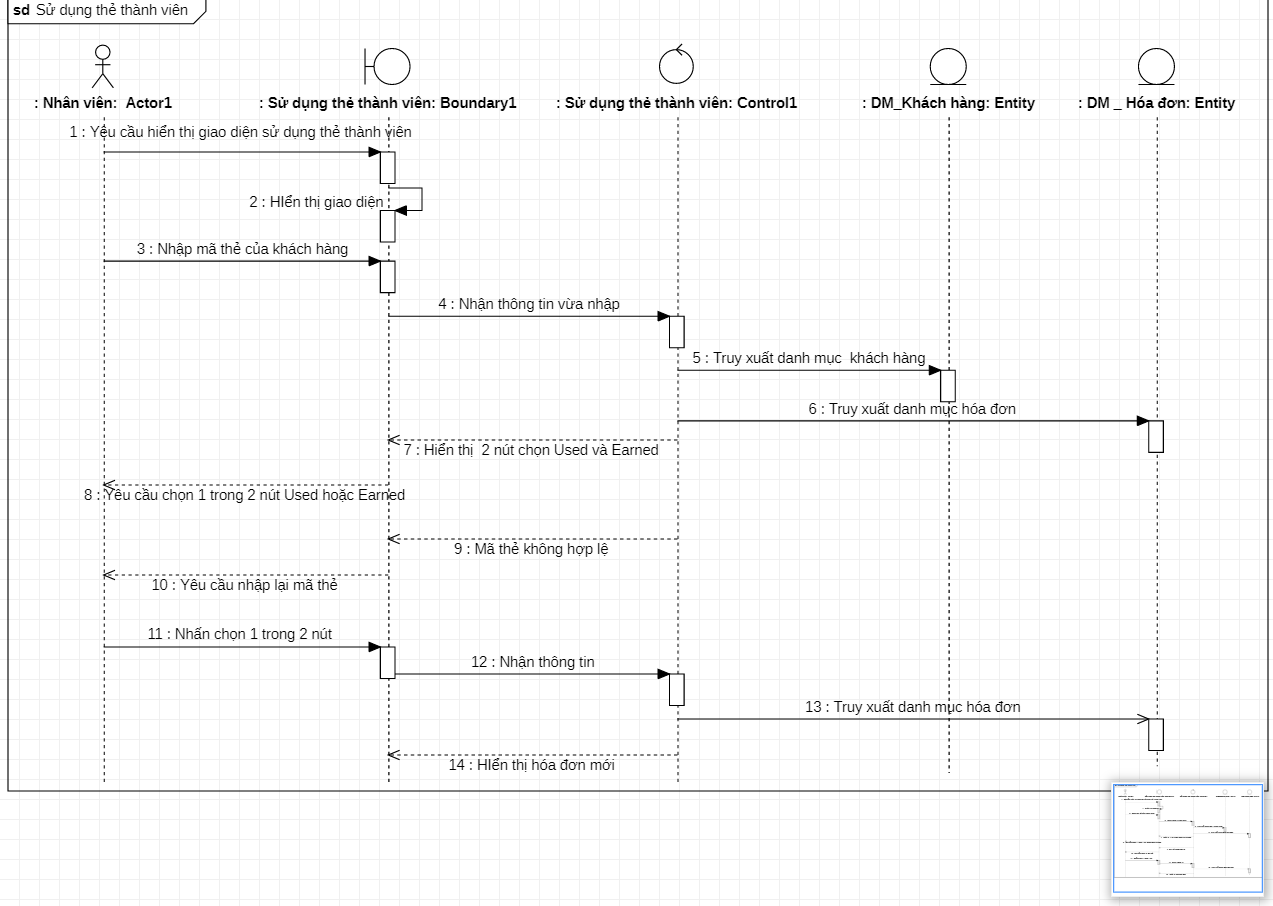 sd Sử dụng thẻ thành viên
: Nhân viên: Actor1
: Sử dụng thẻ thành viên: Boundary1
: Sử dụng thẻ thành viên: Control1
: DM_Khách hàng: Entity
: DM _ Hóa đơn: Entity
1 : Yêu cầu hiển thị giao diện sử dụng thẻ thành viên
2 : HIển thị giao diện
3 : Nhập mã thẻ của khách hàng
4 : Nhận thông tin vừa nhập
5 : Truy xuất danh mục khách hàng
6 : Truy xuất danh mục hóa đơn
7 : Hiển thị 2 nút chọn Used và Earned
8 : Yêu cầu chọn 1 trong 2 nút Used hoặc Earned
9 : Mã thẻ không hợp lệ
10 : Yêu cầu nhập lại mã thẻ
11 : Nhấn chọn 1 trong 2 nút
12 : Nhận thông tin
13 : Truy xuất danh mục hóa đơn
14 : HIển thị hóa đơn mới